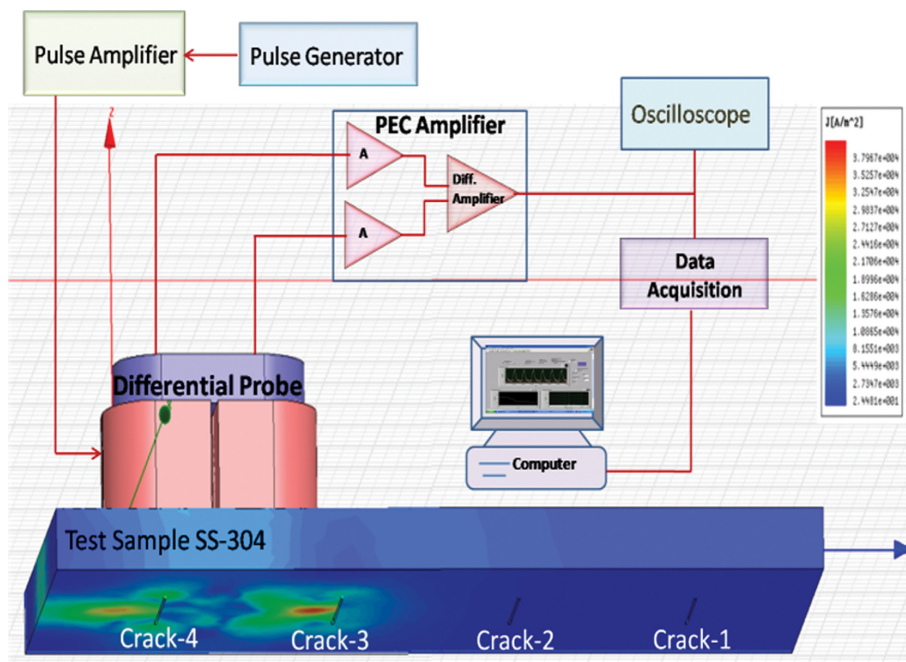 Pulse Amplifier
Pulse Generator
PEC Amplifier
Oscilloscope
A
Diff.
Amplifier
A
Data
Acquisition
Differential Probe
Computer
Test Sample SS-304
Crack-4
Crack-3
Crack-2
Crack-1
J[A/m^2]
3.7967e+004
3.5257e+004
3.2547e+004
2.9837e+004
2.7127e+004
2.4416e+004
2.1706e+004
1.8996e+004
1.6286e+004
1.3576e+004
1.0865e+004
8.1551e+003
5.4449e+003
2.7347e+003
2.4481e+001